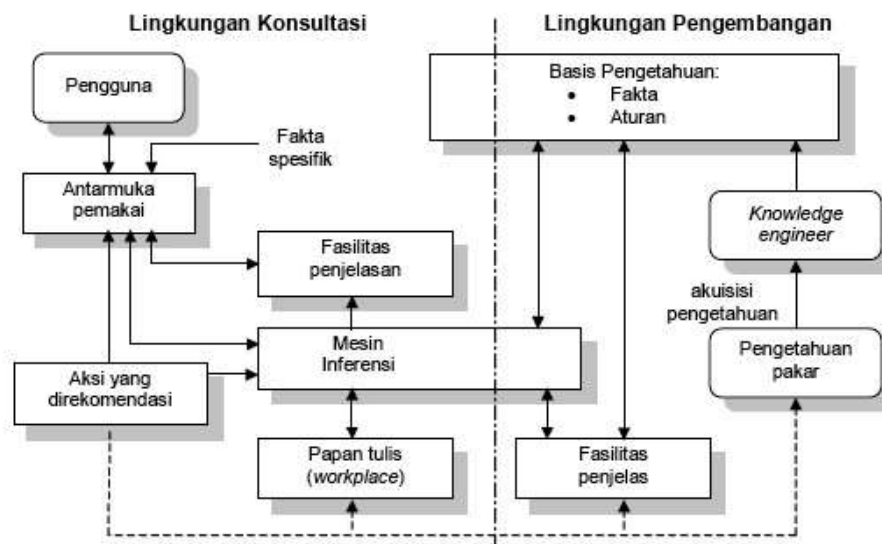 Lingkungan Konsultasi
Lingkungan Pengembangan
Pengguna
Basis Pengetahuan:
• Fakta
• Aturan
Fakta
spesifik
Antarmuka
pemakai
Knowledge
engineer
Fasilitas
penjelasan
akuisisi
pengetahuan
Mesin
Inferensi
Pengetahuan
pakar
Aksi yang
direkomendasi
Papan tulis
(workplace)
Fasilitas
penjelas